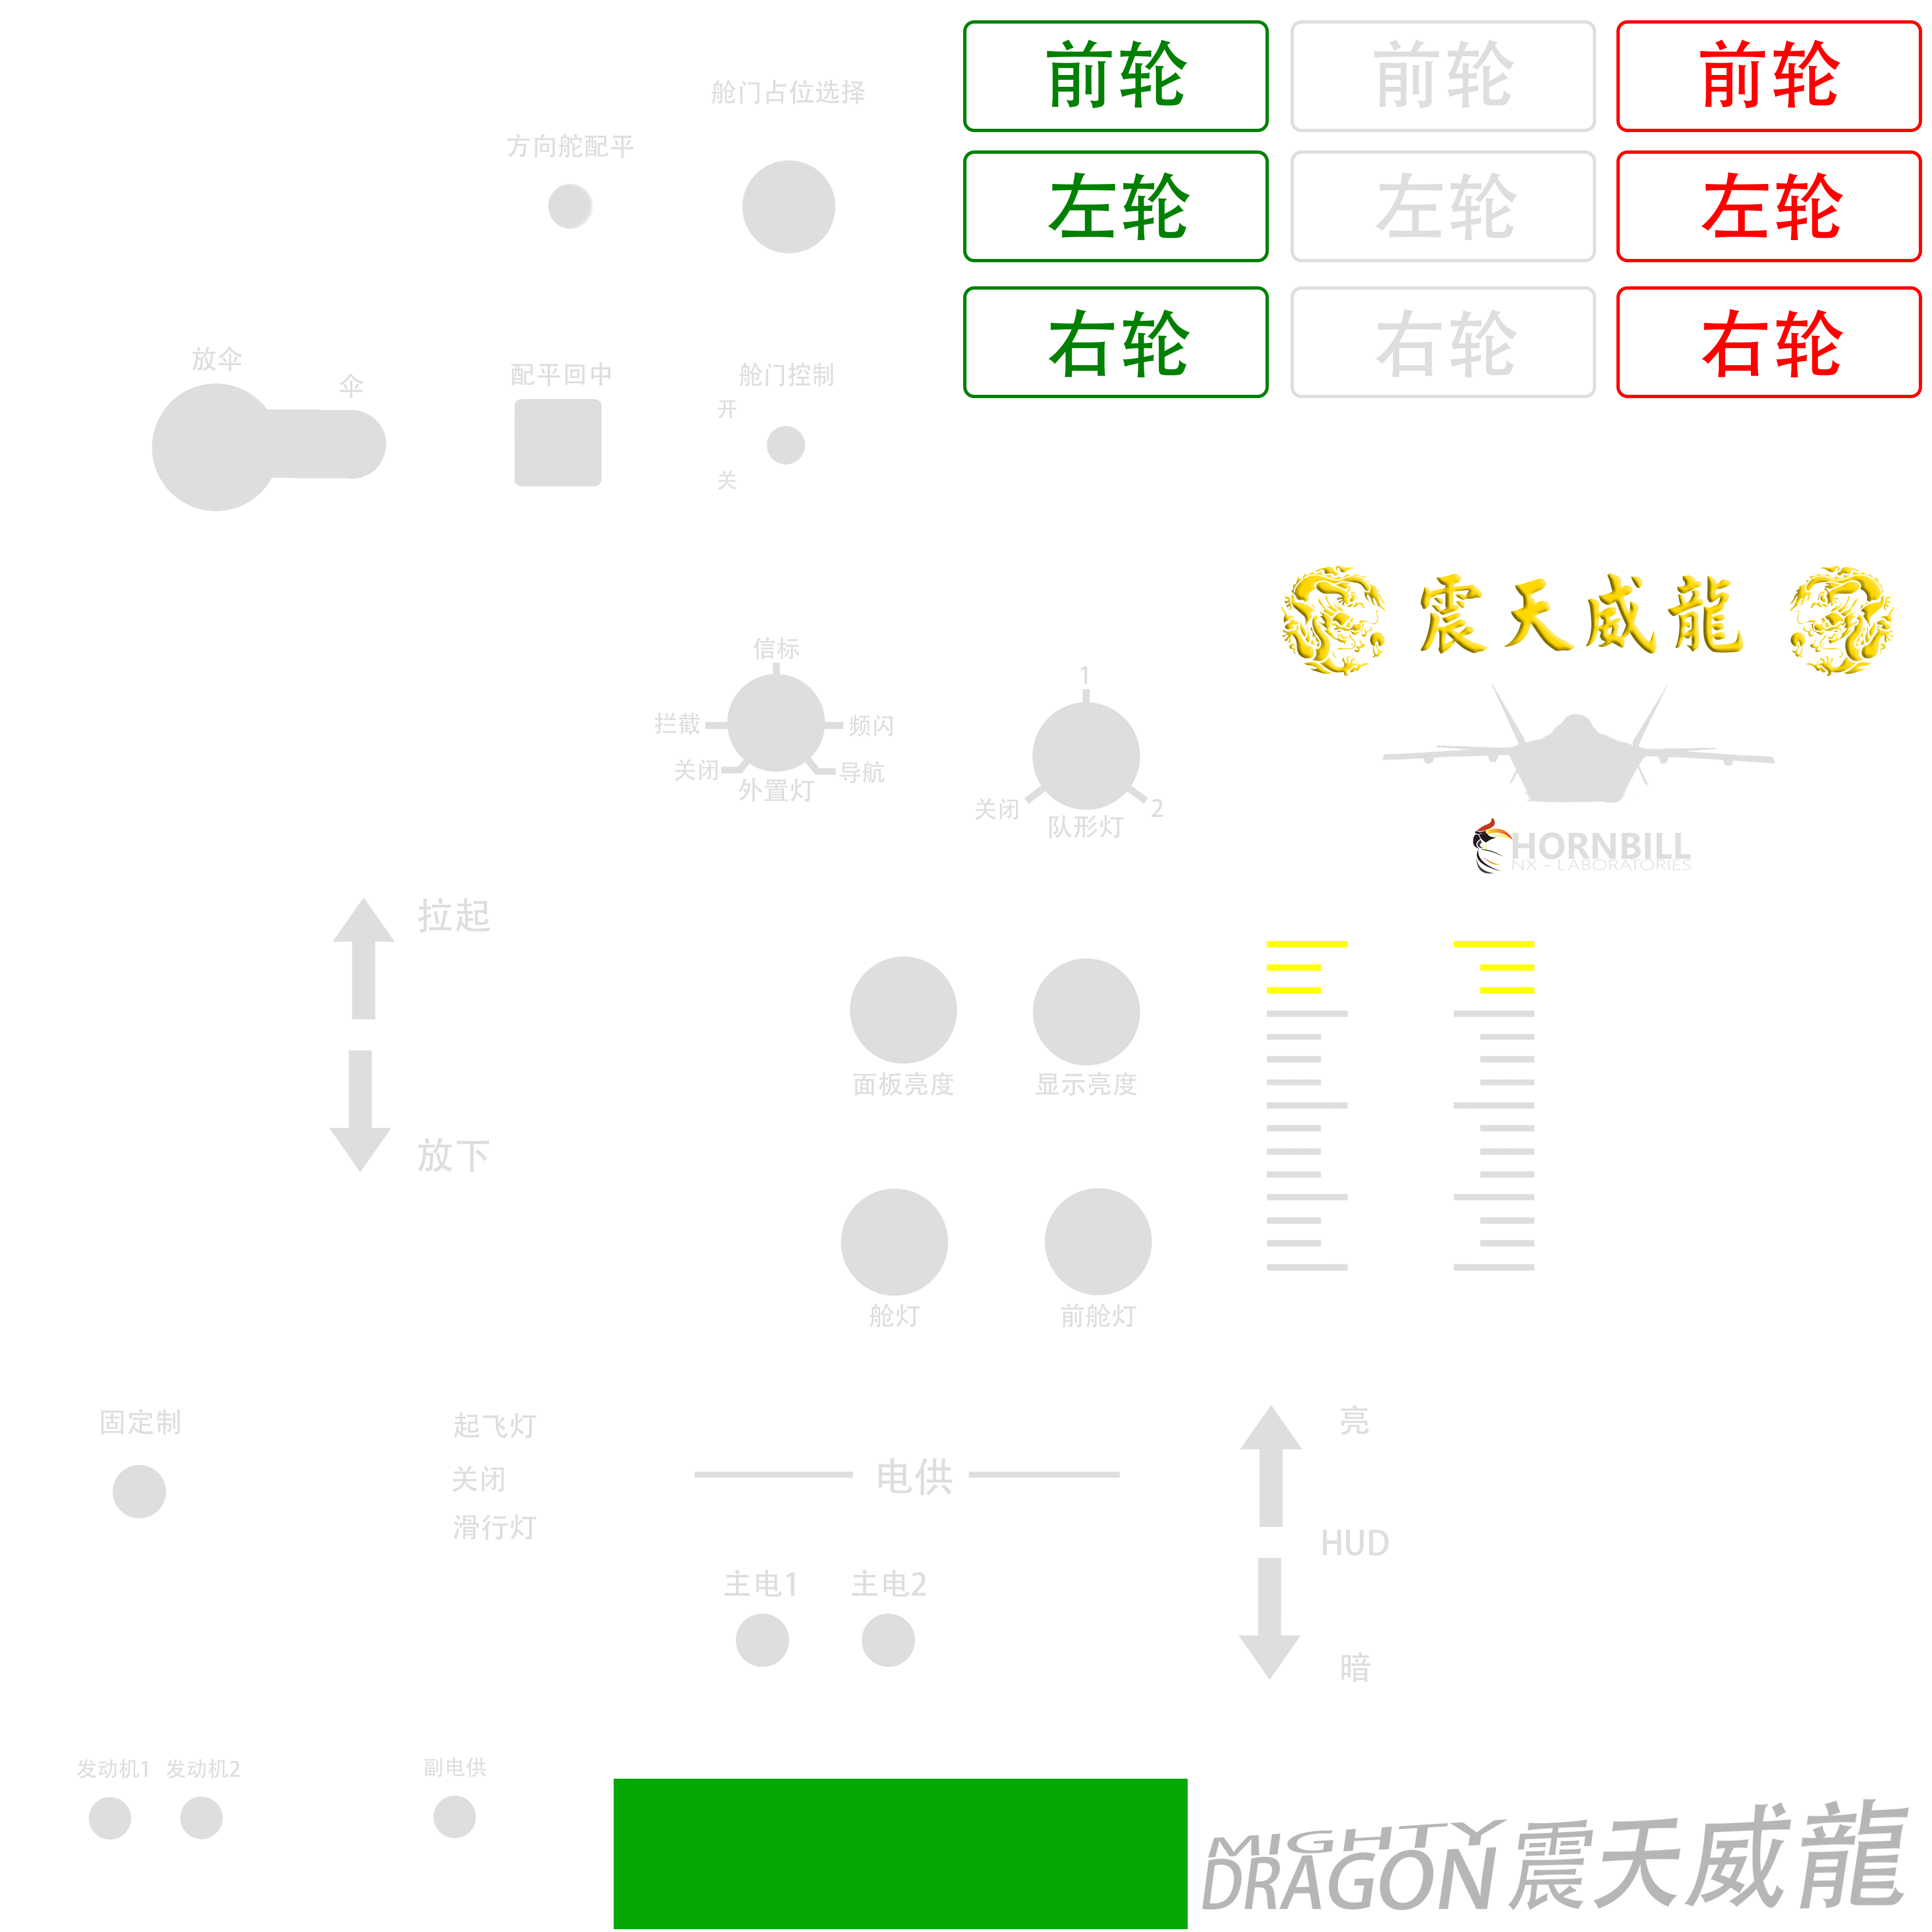 前轮
前轮
前轮
舱门占位选择
方向舵配平
左轮
左轮
左轮
右轮
右轮
右轮
放伞
伞
配平回中
舱门控制
开
关
震天威龍
信标
拦截
频闪
关闭
导航
外置灯
1
关闭
2
队形灯
HORNBILL
NX - LABORATORIES
拉起
放下
面板亮度
显示亮度
舱灯
前舱灯
固定制
起飞灯
关闭
滑行灯
电供
主电1
主电2
亮
HUD
暗
发动机1
发动机2
副电供
MIGHTY
DRAGON
震天威龍